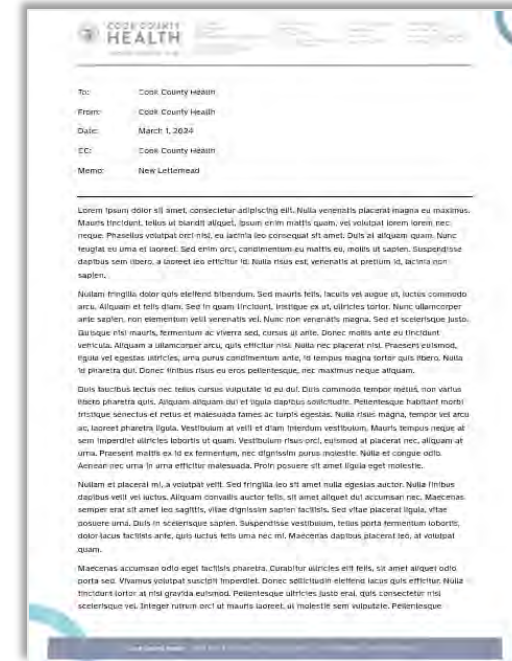 COOK COUNTY
HEALTH
To: Cook County Health
From: Cook County Health
Date: March 1, 2024
CC: Cook County Health
Memo: New Letterhead
Lorem ipsum dolor sit amet, consectetur adipiscing elit. Nulla venenatis placerat magna eu maximus.
Mauris tincidunt, tellus ut blandit aliquet, ipsum enim mattis quam, vel volutpat lorem lorem nec
neque. Phasellus volutpat orci nisi, eu lacinia leo consequat sit amet. Duis at aliquam quam. Nunc
feugiat eu urna et laoreet. Sed enim orci, condimentum eu mattis eu, mollis ut sapien. Suspendisse
dapibus sem libero, a laoreet leo efficitur id. Nulla risus est, venenatis at pretium id, lacinia non
sapien.
Nullam fringilla dolor quis eleifend bibendum. Sed mauris felis, iaculis vel augue ut, luctus commodo
arcu. Aliquam et felis diam. Sed in quam tincidunt, tristique ex ut, ultricies tortor. Nunc ullamcorper
ante sapien, non elementum velit venenatis vel. Nunc non venenatis magna. Sed et scelerisque justo.
Quisque nisi mauris, fermentum ac viverra sed, cursus ut ante. Donec mollis ante eu tincidunt
vehicula. Aliquam a ullamcorper arcu, quis efficitur nisi. Nulla nec placerat nisl. Praesent euismod,
ligula vel egestas ultricies, urna purus condimentum ante, id tempus magna tortor quis libero. Nulla
id pharetra dui. Donec finibus risus eu eros pellentesque, nec maximus neque aliquam.
Duis faucibus lectus nec tellus cursus vulputate id eu dui. Duis commodo tempor metus, non varius
libero pharetra quis. Aliquam aliquam dui et ligula dapibus sollicitudin. Pellentesque habitant morbi
tristique senectus et netus et malesuada fames ac turpis egestas. Nulla risus magna, tempor vel arcu
ac, laoreet pharetra ligula. Vestibulum at velit et diam interdum vestibulum. Mauris tempus neque at
sem imperdiet ultricies lobortis ut quam. Vestibulum risus orci, euismod at placerat nec, aliquam at
urna. Praesent mattis ex id ex fermentum, nec dignissim purus molestie. Nulla et congue odio.
Aenean nec urna in urna efficitur malesuada. Proin posuere sit amet ligula eget molestie.
Nullam et placerat mi, a volutpat velit. Sed fringilla leo sit amet nulla egestas auctor. Nulla finibus
dapibus velit vel luctus. Aliquam convallis auctor felis, sit amet aliquet dui accumsan nec. Maecenas
semper erat sit amet leo sagittis, vitae dignissim sapien facilisis. Sed vitae placerat ligula, vitae
posuere urna. Duis in scelerisque sapien. Suspendisse vestibulum, tellus porta fermentum lobortis,
dolor lacus facilisis ante, quis luctus felis urna nec mi. Maecenas dapibus placerat leo, at volutpat
quam.
Maecenas accumsan odio eget facilisis pharetra. Curabitur ultricies elit felis, sit amet aliquet odio
porta sed. Vivamus volutpat suscipit imperdiet. Donec sollicitudin eleifend lacus quis efficitur. Nulla
tincidunt tortor at nisi gravida euismod. Pellentesque ultricies justo erat, quis consectetur nisl
scelerisque vel. Integer rutrum orci ut mauris laoreet, ut molestie sem vulputate. Pellentesque